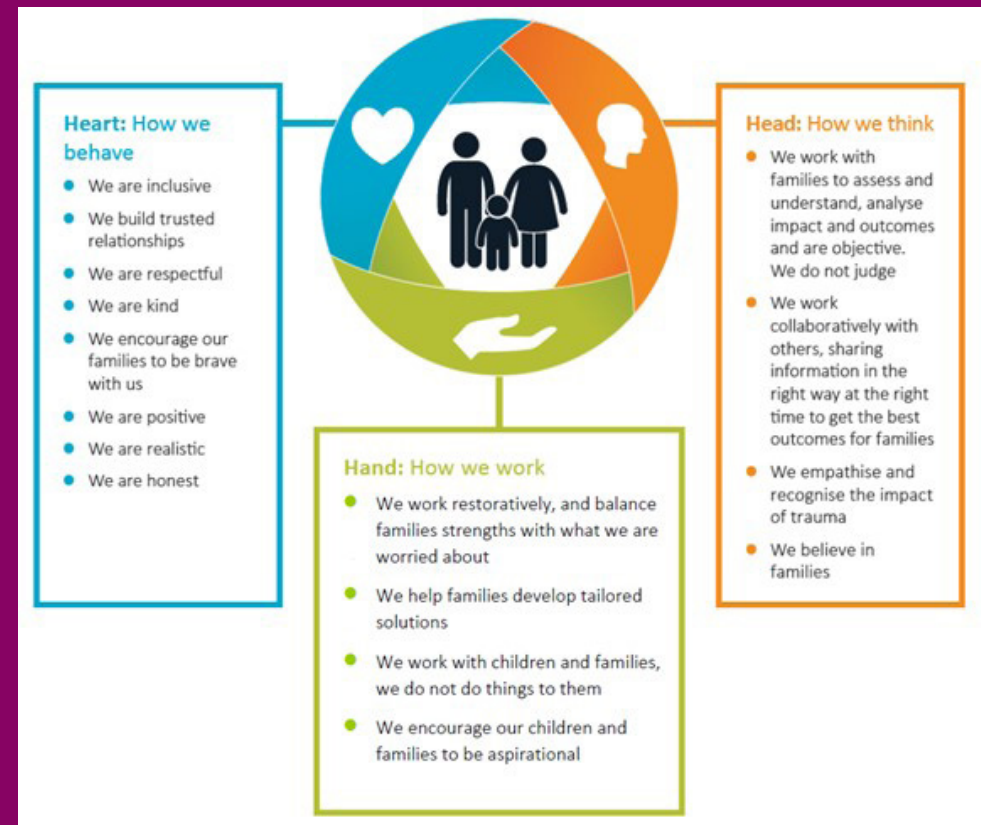 Heart: How we
behave
We are inclusive
We build trusted
relationships
We are respectful
We are kind
We encourage our
families to be brave
with us
We are positive
We are realistic
We are honest
Head: How we think
We work with
families to assess and
understand, analyse
impact and outcomes
and are objective.
We do not judge
We work
collaboratively with
others, sharing
information in the
right way at the right
time to get the best
outcomes for families
We empathise and
recognise the impact
of trauma
We believe in
families
Hand: How we work
We work restoratively, and balance
families strengths with what we are
worried about
We help families develop tailored
solutions
We work with children and families,
we do not do things to them
We encourage our children and
families to be aspirational